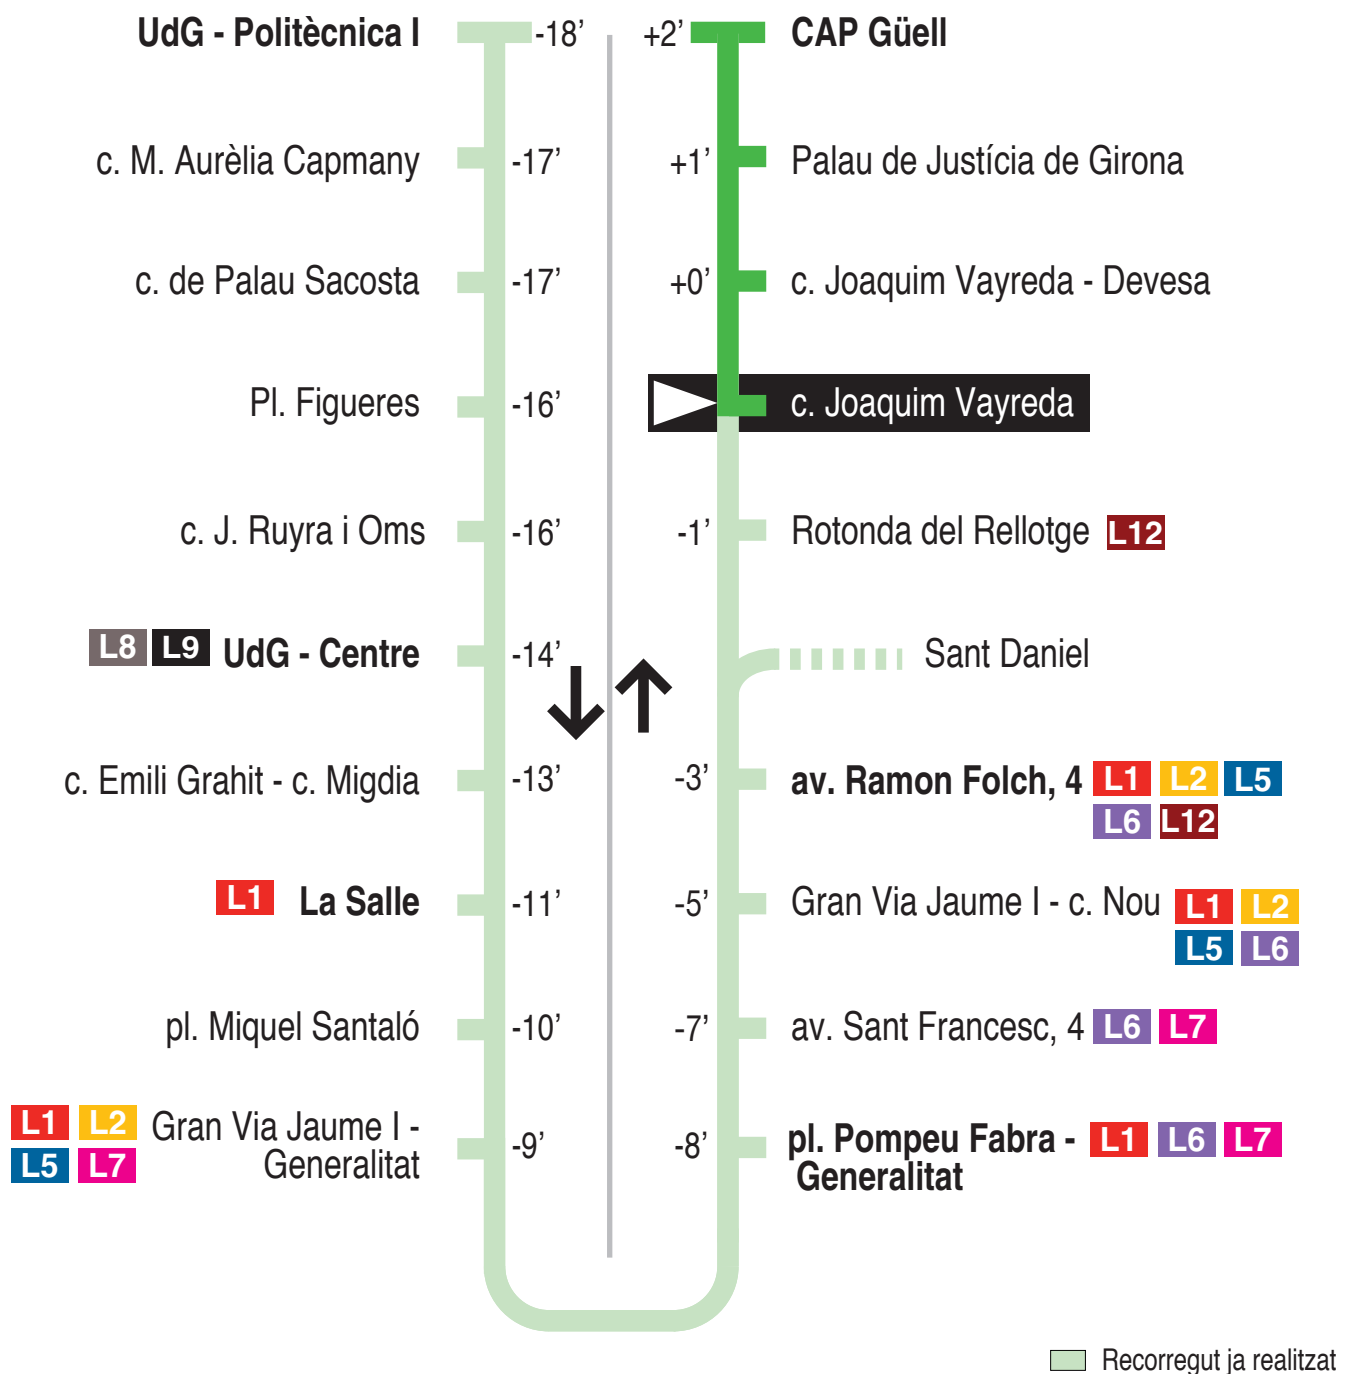 UdG - Politècnica I -18’
c. M. Aurèlia Capmany -17’
c. de Palau Sacosta -17’
Pl. Figueres -16’
c. J. Ruyra i Oms -16’
L8 L9 UdG - Centre -14’
c. Emili Grahit - c. Migdia -13’
L1 La Salle -11’
pl. Miquel Santaló -10’
L1 L2 Gran Via Jaume I -
L5 L7 Generalitat -9’
+2’ CAP Güell
+1’ Palau de Justícia de Girona
+0’ c. Joaquim Vayreda - Devesa
c. Joaquim Vayreda
-1’ Rotonda del Rellotge L12
Sant Daniel
-3’ av. Ramon Folch, 4 L1 L2 L5
L6 L12
-5’ Gran Via Jaume I - c. Nou L1 L2
L5 L6
-7’ av. Sant Francesc, 4 L6 L7
-8’ pl. Pompeu Fabra - L1 L6 L7
Generalitat
Recorregut ja realitzat